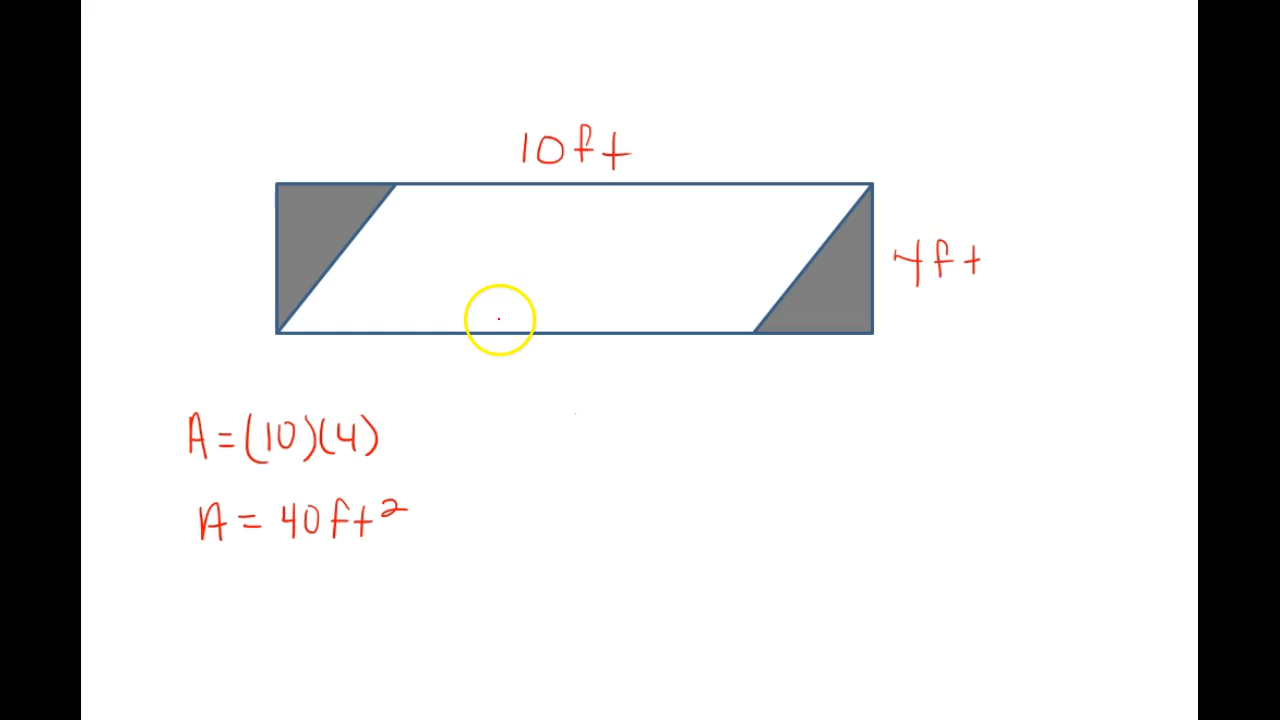 10ft
4ft
A = (10)(4)
A = 40ft²